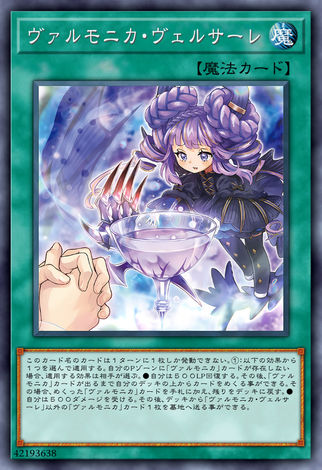 ヴァルモニカ・ヴェルサーレ 魔
【魔法カード】
このカード名のカードは１ターンに１枚しか発動できない。①：以下の効果から
１つを選んで適用する。自分のPゾーンに「ヴァルモニカ」カードが存在しない
場合、適用する効果は相手が選ぶ。●自分は５００LP回復する。その後、「ヴァル
モニカ」カードが出るまで自分のデッキの上からカードをめくる事ができる。そ
の場合、めくった「ヴァルモニカ」カードを手札に加え、残りをデッキに戻す。●
自分は５００ダメージを受ける。その後、デッキから「ヴァルモニカ・ヴェルサー
レ」以外の「ヴァルモニカ」カード１枚を墓地へ送る事ができる。
42193638